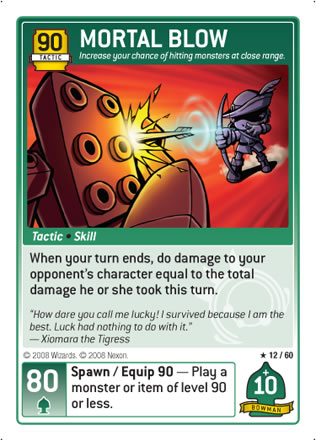 90
TACTIC
MORTAL BLOW
Increase your chance of hitting monsters at close range.
Tactic • Skill
When your turn ends, do damage to your
opponent's character equal to the total
damage he or she took this turn.
"How dare you call me lucky! I survived because I am the
best. Luck had nothing to do with it."
— Xiomara the Tigress
© 2008 Wizards. © 2008 Nexon.
★ 12 / 60
80
Spawn / Equip 90 — Play a
monster or item of level 90
or less.
+
10
BOWMAN